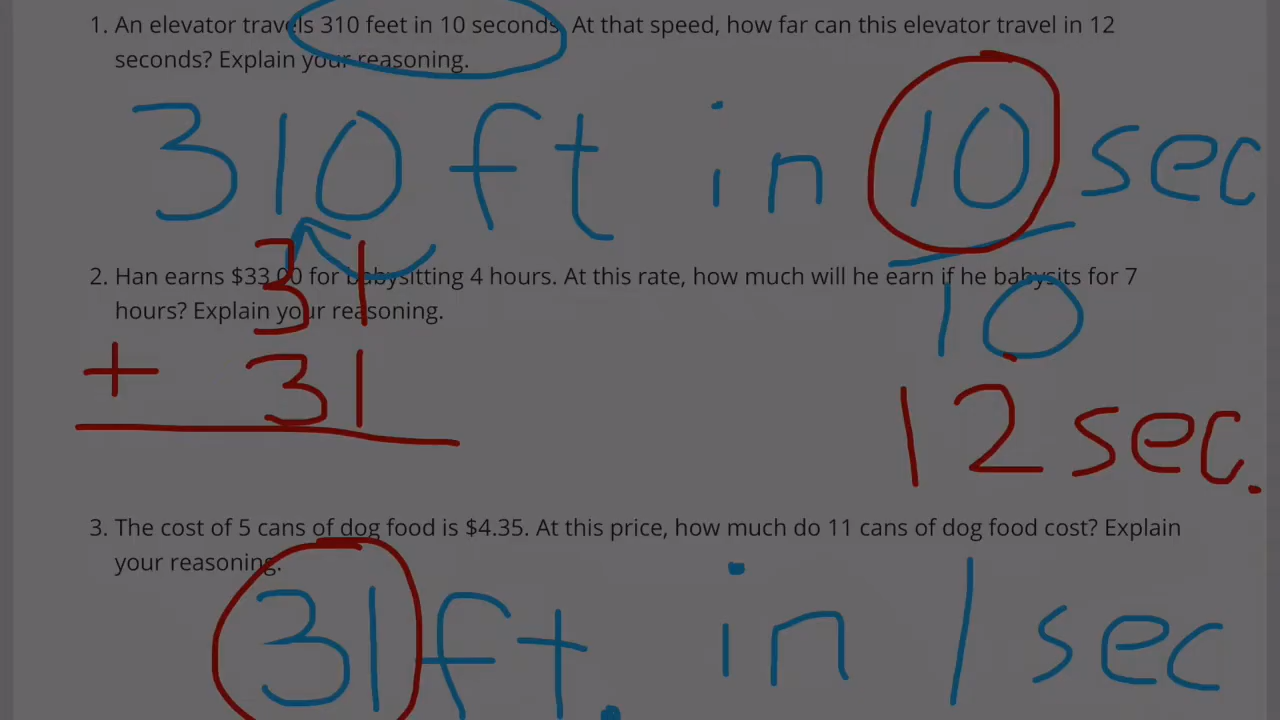 1. An elevator travels 310 feet in 10 seconds. At that speed, how far can this elevator travel in 12
seconds? Explain your reasoning.
310 ft in 10 sec
2. Han earns $33.00 for babysitting 4 hours. At this rate, how much will he earn if he babysits for 7
hours? Explain your reasoning.
31
10
+ 31
12 sec.
3. The cost of 5 cans of dog food is $4.35. At this price, how much do 11 cans of dog food cost? Explain
your reasoning.
31 ft. in 1 sec